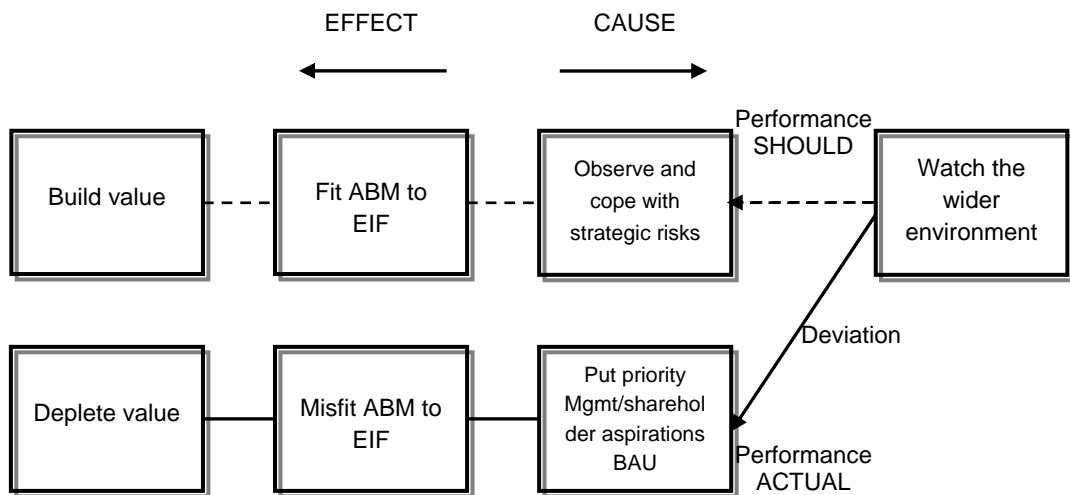 EFFECT
CAUSE
Performance
SHOULD
Build value
Fit ABM to
EIF
Observe and
cope with
strategic risks
Watch the
wider
environment
Deviation
Deplete value
Misfit ABM to
EIF
Put priority
Mgmt/sharehol
der aspirations
BAU
Performance
ACTUAL